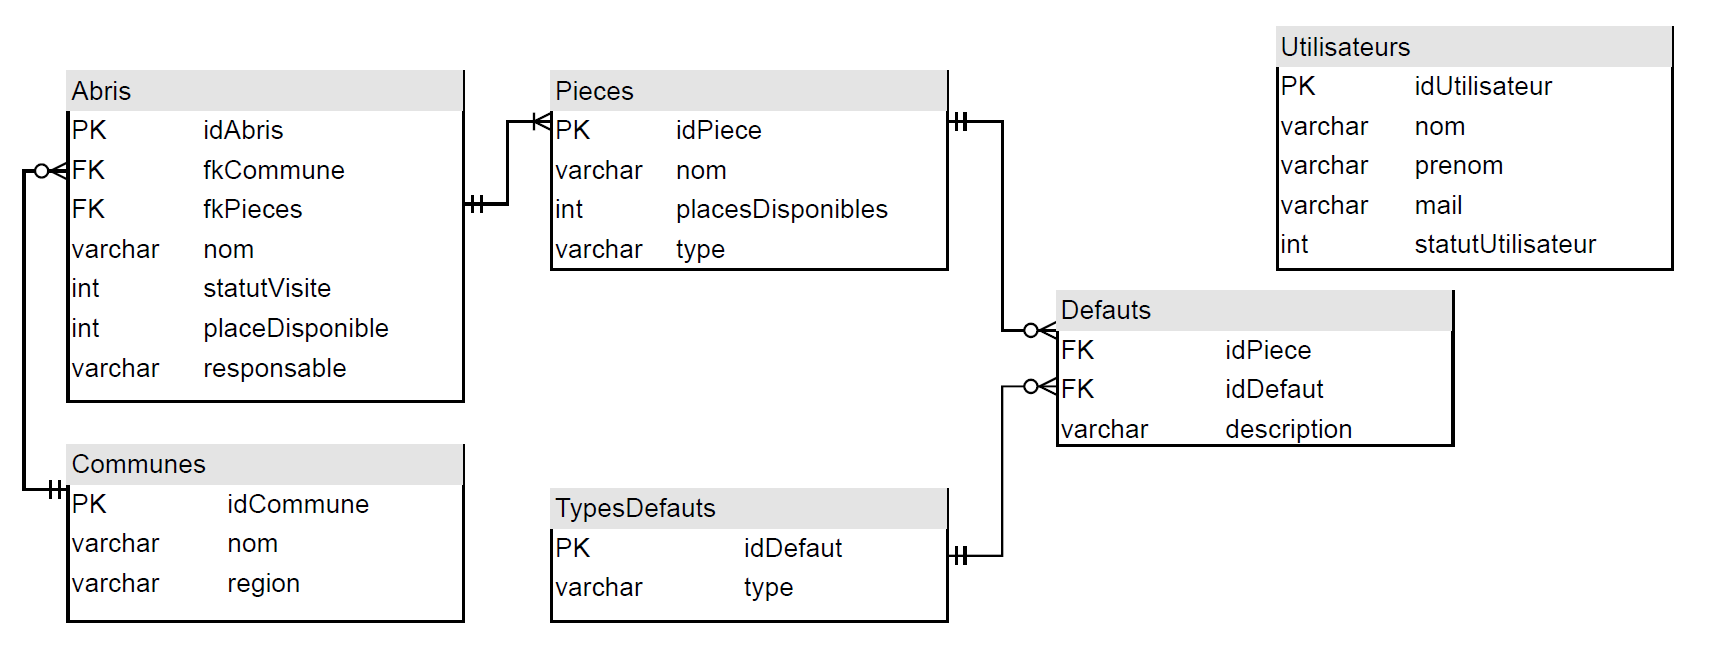 Abris
PK idAbris
FK fkCommune
FK fkPieces
varchar nom
int statutVisite
int placeDisponible
varchar responsable
Communes
PK idCommune
varchar nom
varchar region
Pieces
PK idPiece
varchar nom
int placesDisponibles
varchar type
TypesDefauts
PK idDefaut
varchar type
Utilisateurs
PK idUtilisateur
varchar nom
varchar prenom
varchar mail
int statutUtilisateur
Defauts
FK idPiece
FK idDefaut
varchar description